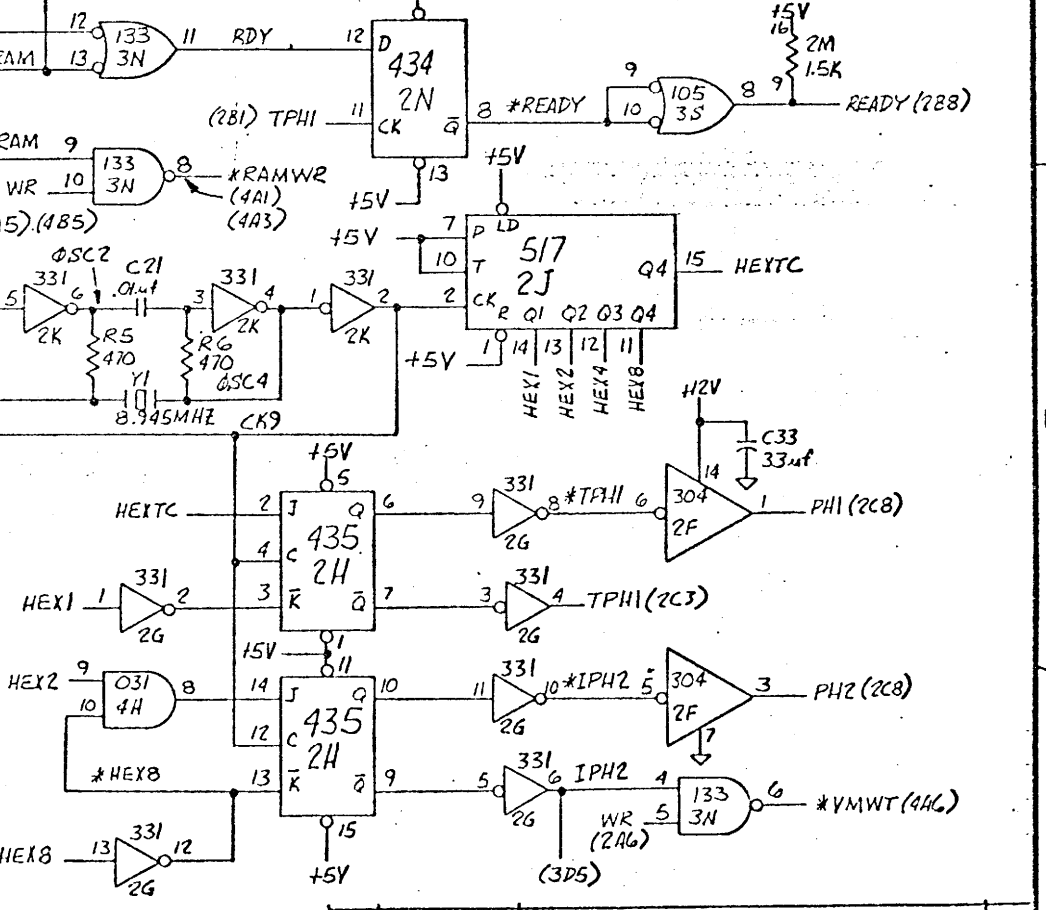 12 133 11 RDY 12 D 434 2N
13 3N
RAM
(2B1) TPH1 11 CK Q̅ 8 *READY
13
+5V
9
10 105 3S 8
+5V
16
2M
1.5K
9
READY (2B8)
RAM 9 133 8 *RAMWR
WR 10 3N (4A1)
(4A3)
A5).(4B5)
+5V
+5V 7 P LD 517
10 T 2J Q4 15 HEXTC
2 CK
R Q1 Q2 Q3 Q4
+5V 1 14 13 12 11
HEX1 HEX2 HEX4 HEX8
ØSC2 C21
.01uf
5 331 6 3 331 4 1 331 2
2K 2K 2K
R5 R6
470 470
ØSC4
Y1
8.945MHZ
CK9
+5V
5
HEXTC 2 J Q 6 9 331 8 *TPH1 6 304 1 PH1 (2C8)
2G 2F
+12V
14
C33
33uf
435
2H
4 C
HEX1 1 331 2 3 K̅ Q̅ 7 3 331 4 TPH1 (2C3)
2G 2G
1
+5V
11
HEX2 9 031 8 14 J Q 10 11 331 10 *IPH2 5 304 3 PH2 (2C8)
10 4H 2G 2F
7
435
2H
12 C
*HEX8 13 K̅ Q̅ 9 5 331 6 IPH2 4 133 6 *VMWT (4A6)
2G WR 5 3N
(2A6)
(3D5)
15
+5V
HEX8 13 331 12
2G